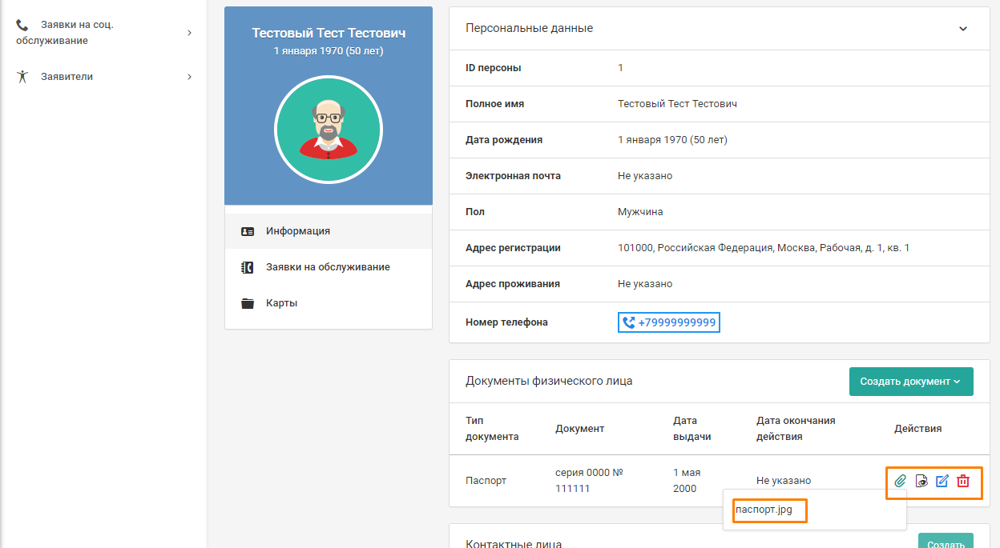 Заявки на соц.
обслуживание
Заявители
Тестовый Тест Тестович
1 января 1970 (50 лет)
Информация
Заявки на обслуживание
Карты
Персональные данные
ID персоны 1
Полное имя Тестовый Тест Тестович
Дата рождения 1 января 1970 (50 лет)
Электронная почта Не указано
Пол Мужчина
Адрес регистрации 101000, Российская Федерация, Москва, Рабочая, д. 1, кв. 1
Адрес проживания Не указано
Номер телефона +79999999999
Документы физического лица Создать документ
Тип
документа
Документ
Дата
выдачи
Дата окончания
действия
Действия
Паспорт
серия 0000 №
111111
1 мая
2000
Не указано
паспорт.jpg
Контактные лица Создать